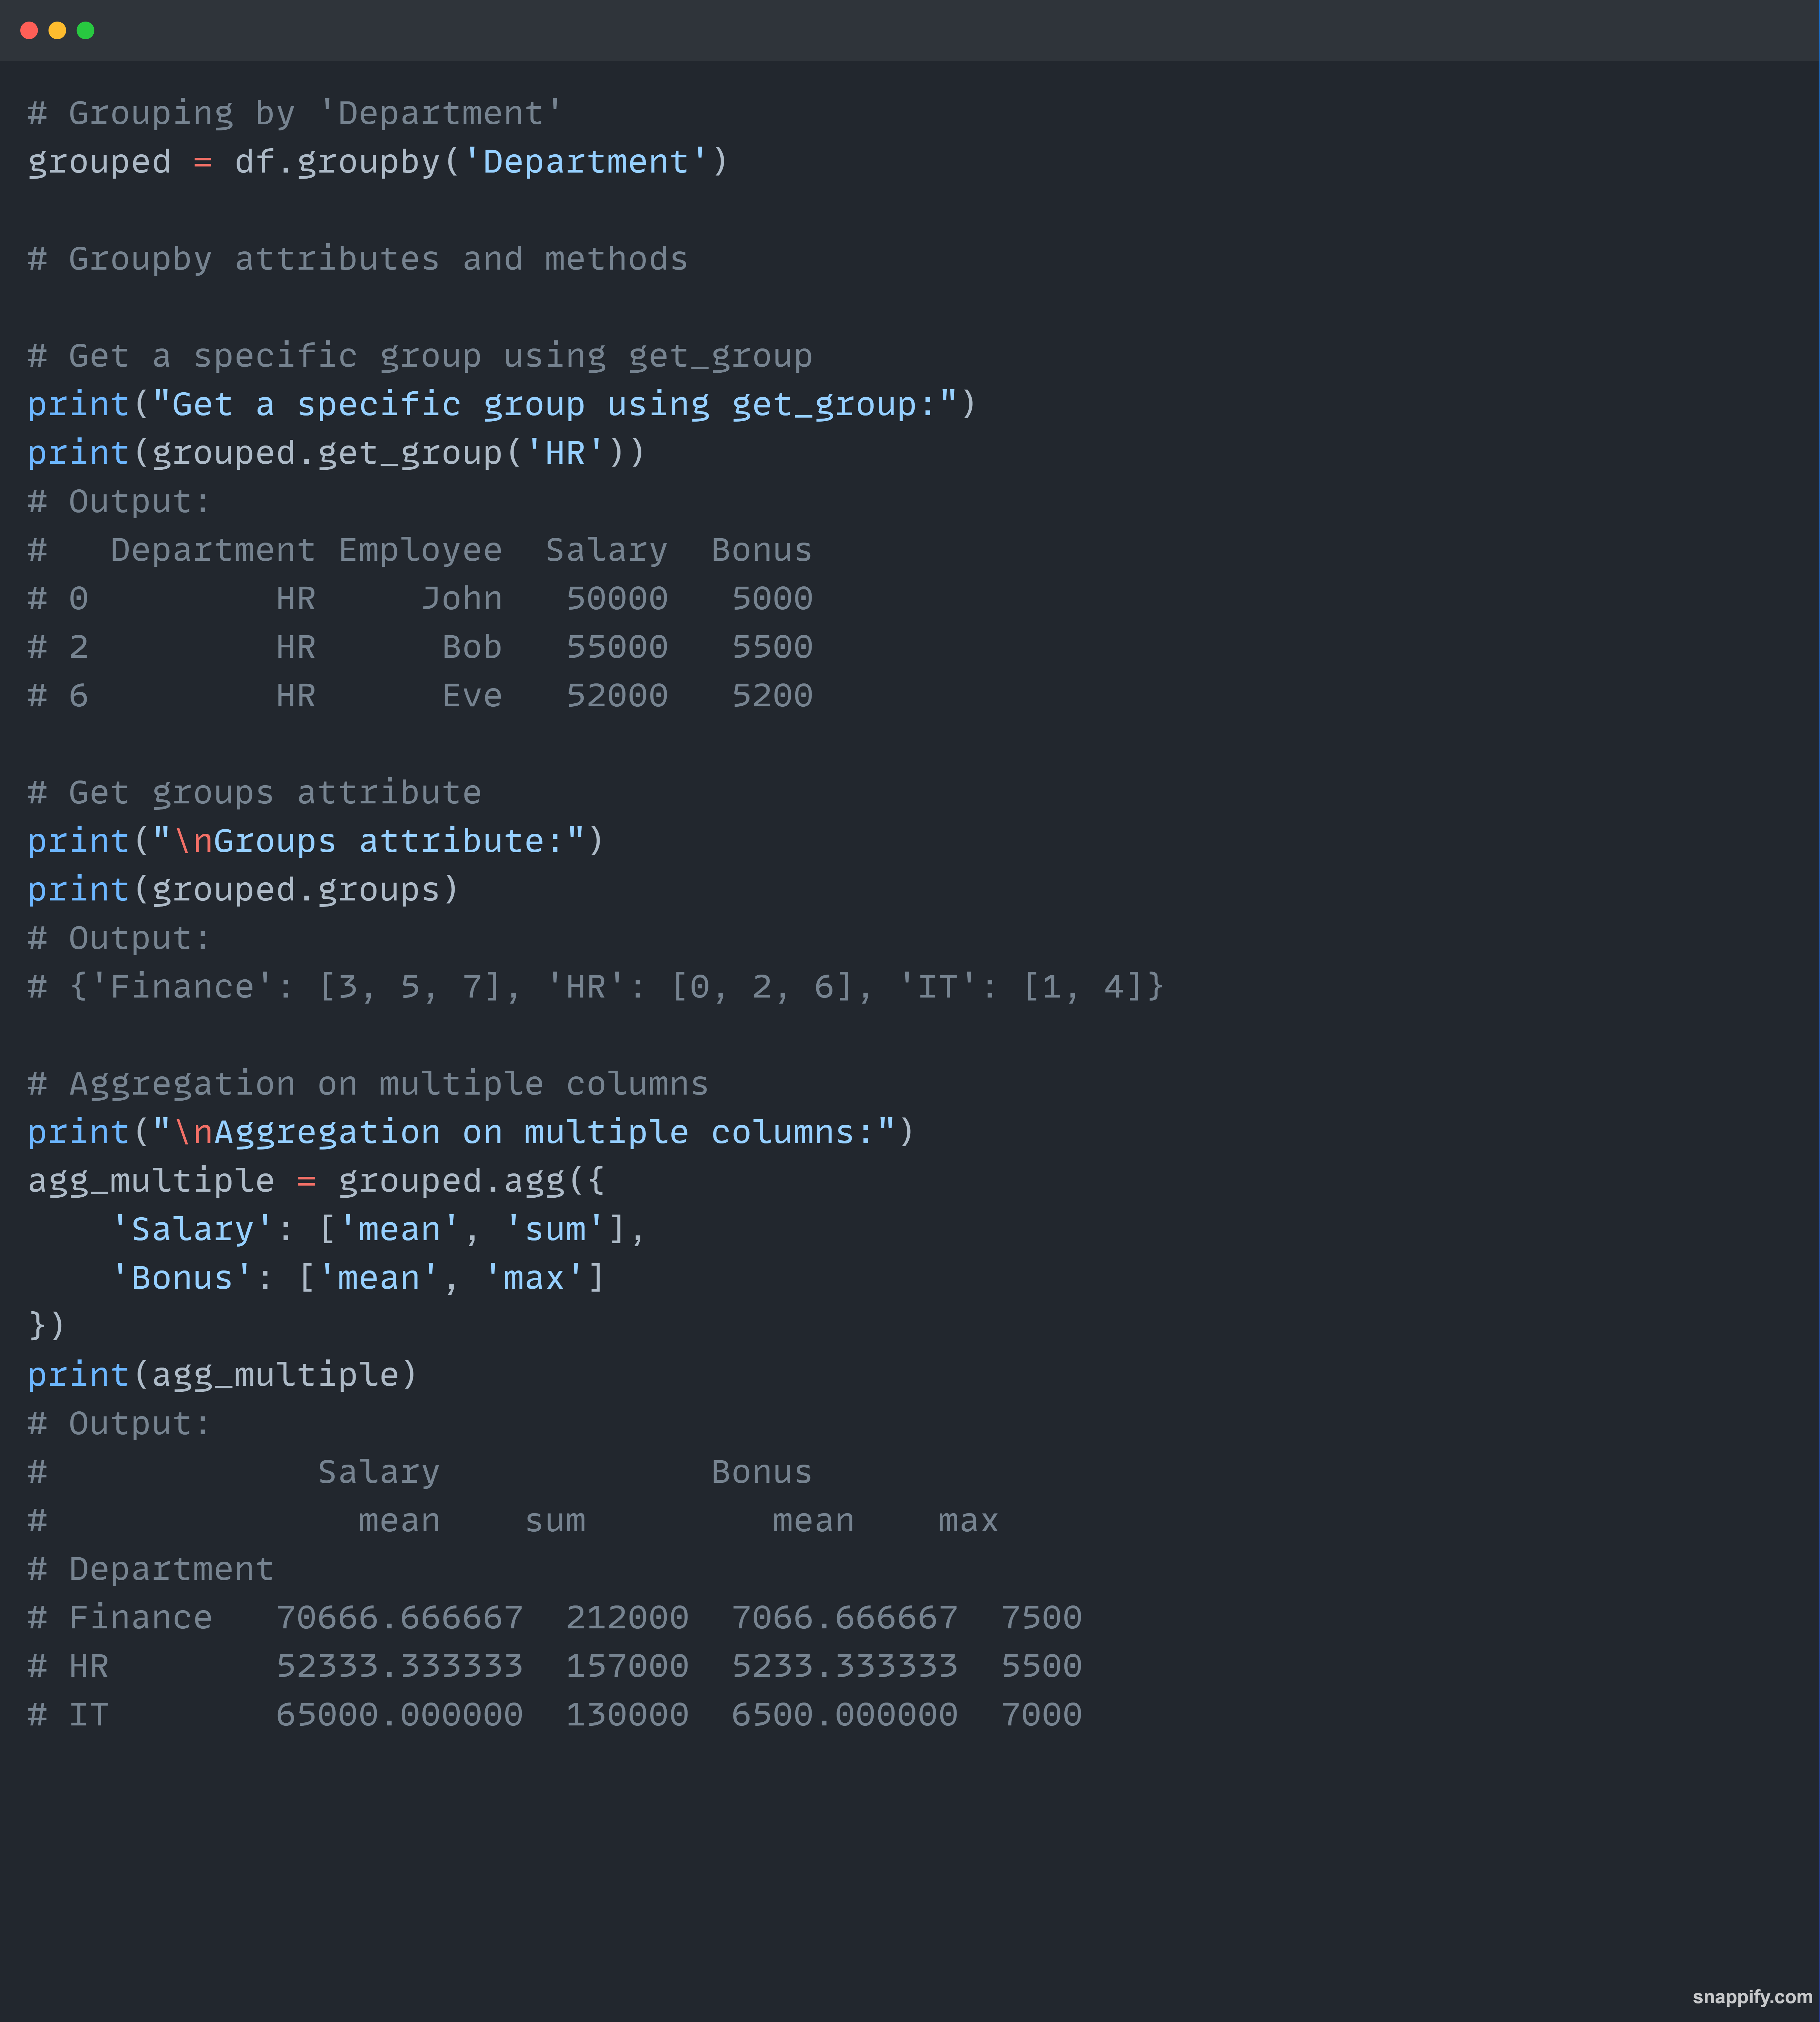 # Grouping by 'Department'
grouped = df.groupby('Department')

# Groupby attributes and methods

# Get a specific group using get_group
print("Get a specific group using get_group:")
print(grouped.get_group('HR'))
# Output:
#   Department Employee  Salary  Bonus
# 0         HR     John   50000   5000
# 2         HR      Bob   55000   5500
# 6         HR      Eve   52000   5200

# Get groups attribute
print("\nGroups attribute:")
print(grouped.groups)
# Output:
# {'Finance': [3, 5, 7], 'HR': [0, 2, 6], 'IT': [1, 4]}

# Aggregation on multiple columns
print("\nAggregation on multiple columns:")
agg_multiple = grouped.agg({
    'Salary': ['mean', 'sum'],
    'Bonus': ['mean', 'max']
})
print(agg_multiple)
# Output:
#             Salary             Bonus
#               mean    sum         mean    max
# Department
# Finance   70666.666667  212000  7066.666667  7500
# HR        52333.333333  157000  5233.333333  5500
# IT        65000.000000  130000  6500.000000  7000
snappify.com